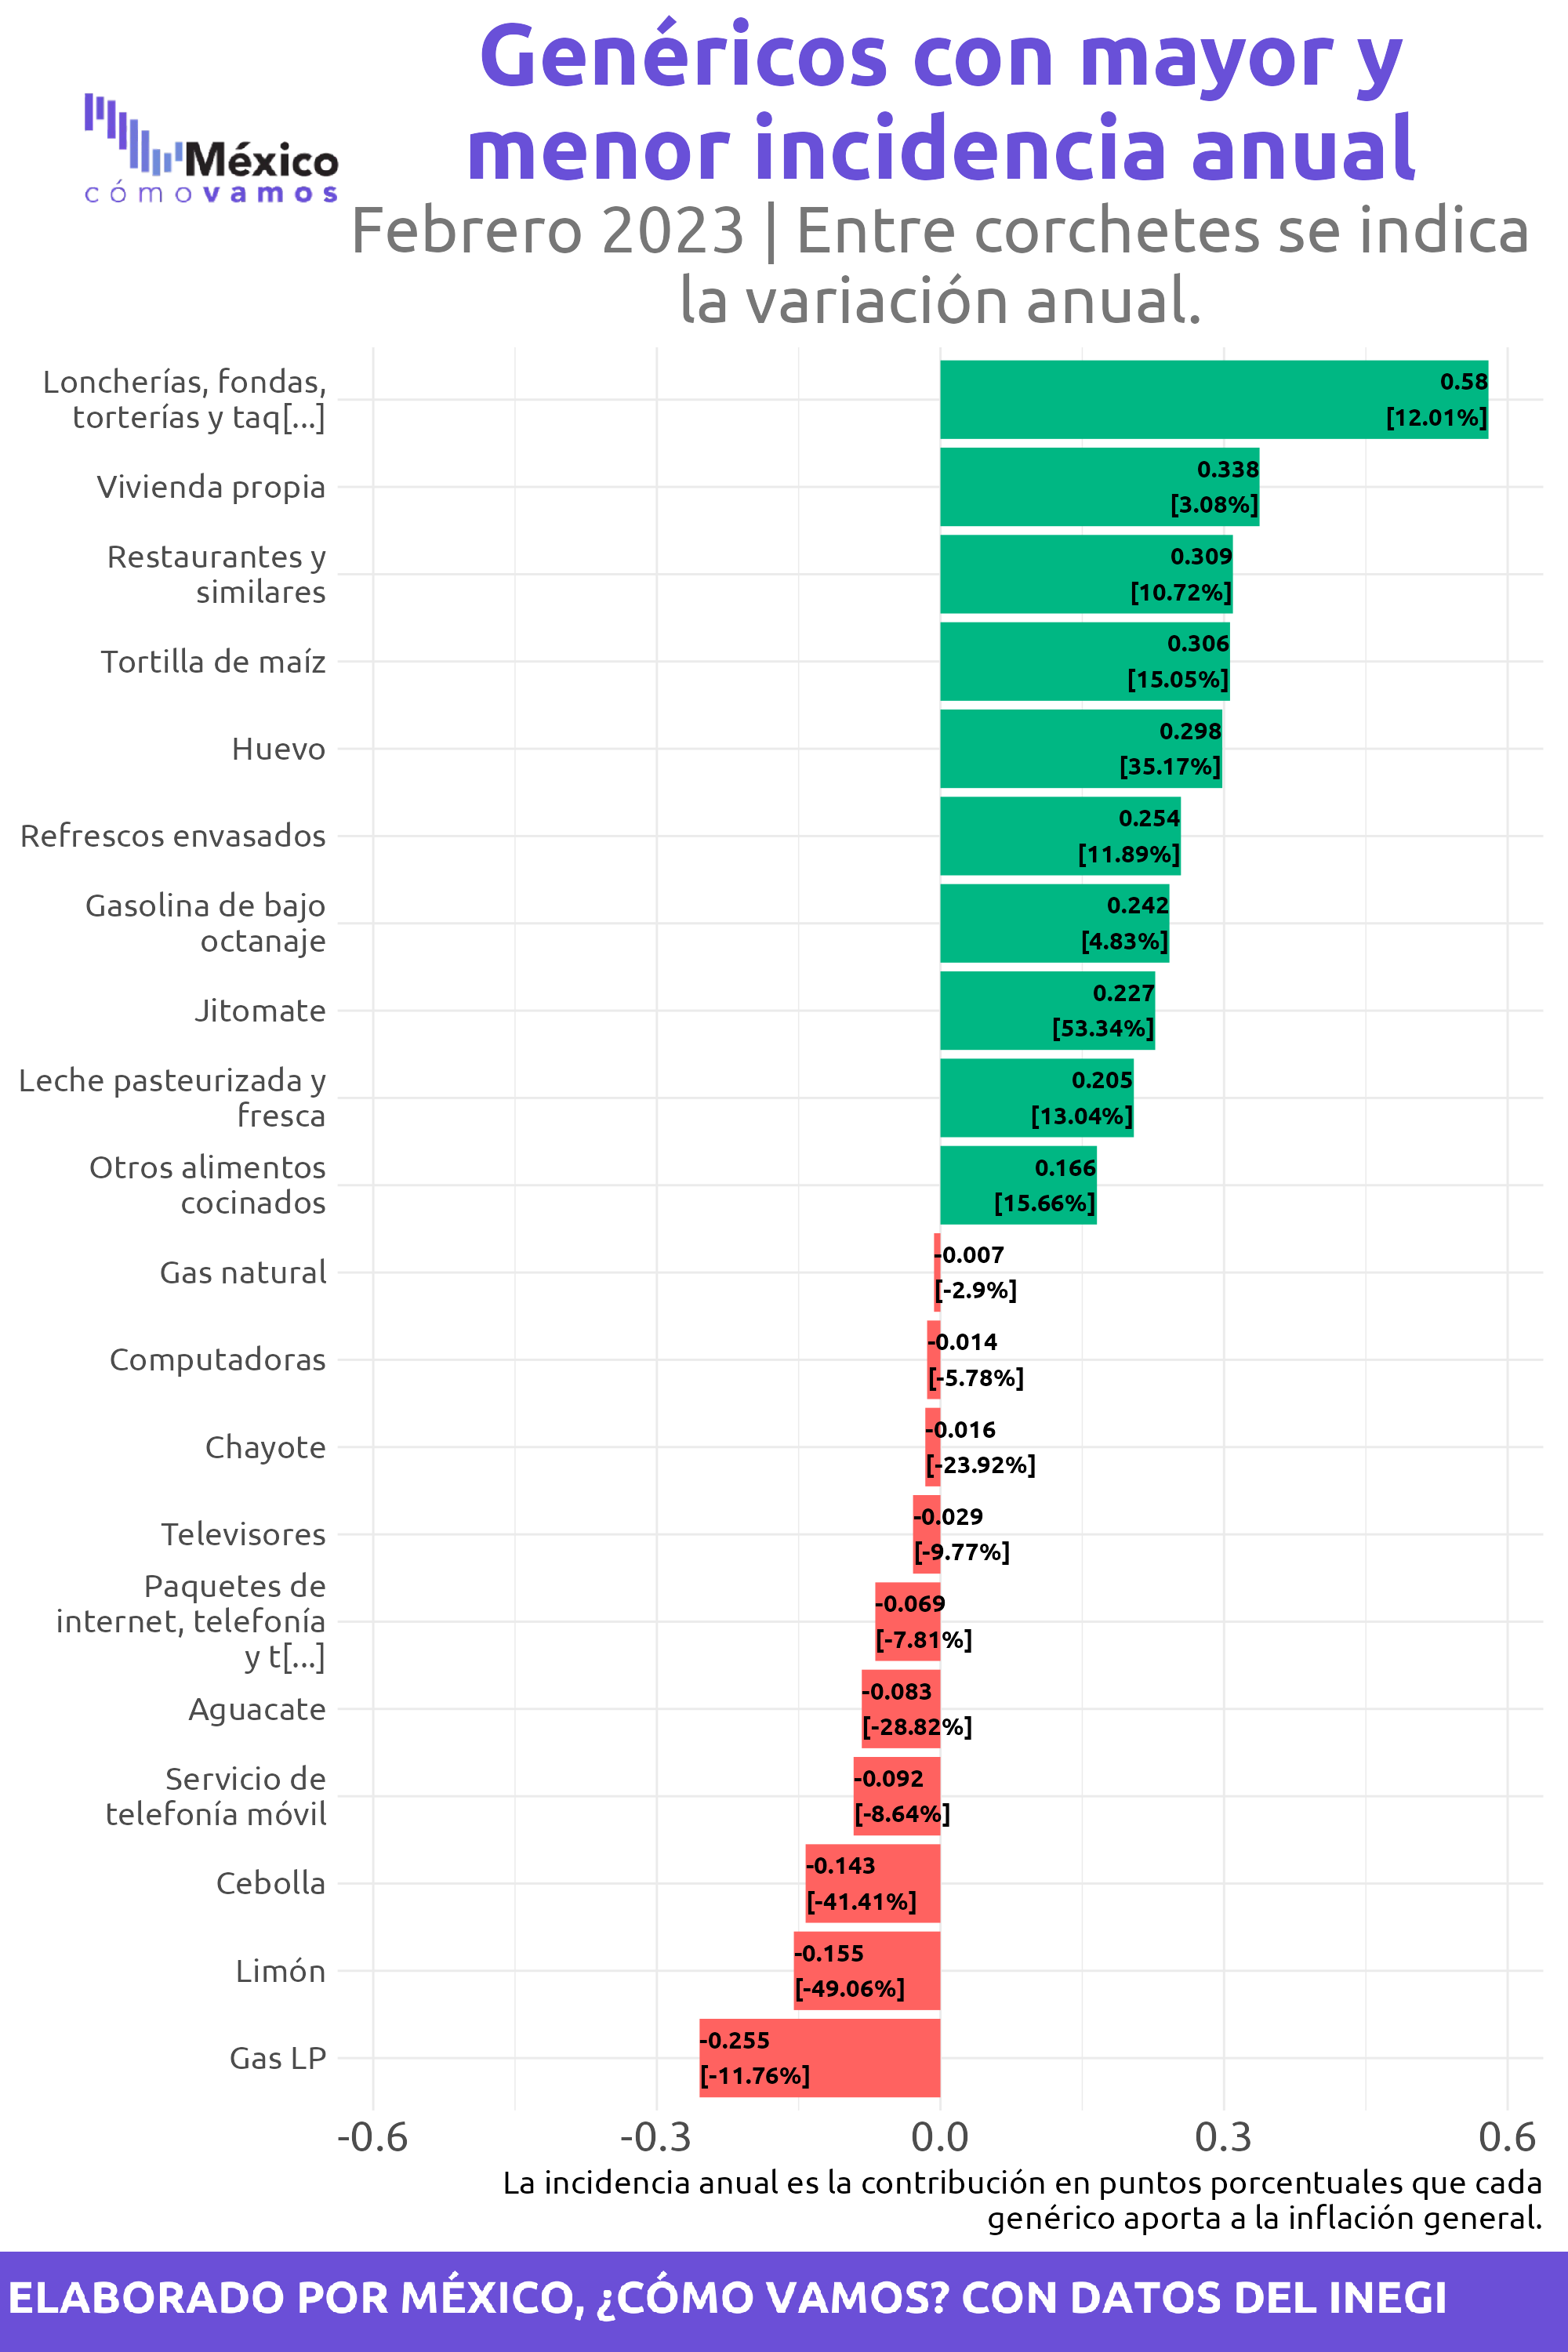 Genéricos con mayor y
menor incidencia anual
México
cómovamos
Febrero 2023 | Entre corchetes se indica
la variación anual.
Loncherías, fondas,
torterías y taq[...]
0.58
[12.01%]
Vivienda propia
0.338
[3.08%]
Restaurantes y
similares
0.309
[10.72%]
Tortilla de maíz
0.306
[15.05%]
Huevo
0.298
[35.17%]
Refrescos envasados
0.254
[11.89%]
Gasolina de bajo
octanaje
0.242
[4.83%]
Jitomate
0.227
[53.34%]
Leche pasteurizada y
fresca
0.205
[13.04%]
Otros alimentos
cocinados
0.166
[15.66%]
Gas natural
-0.007
[-2.9%]
Computadoras
-0.014
[-5.78%]
Chayote
-0.016
[-23.92%]
Televisores
-0.029
[-9.77%]
Paquetes de
internet, telefonía
y t[...]
-0.069
[-7.81%]
Aguacate
-0.083
[-28.82%]
Servicio de
telefonía móvil
-0.092
[-8.64%]
Cebolla
-0.143
[-41.41%]
Limón
-0.155
[-49.06%]
Gas LP
-0.255
[-11.76%]
-0.6 -0.3 0.0 0.3 0.6
La incidencia anual es la contribución en puntos porcentuales que cada
genérico aporta a la inflación general.
ELABORADO POR MÉXICO, ¿CÓMO VAMOS? CON DATOS DEL INEGI